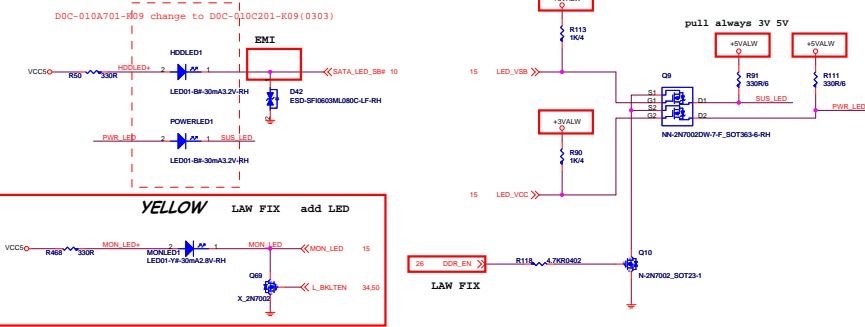 D0C-010A701-K09 change to D0C-010C201-K09(0303)
EMI
HDDLED1
VCC5
R50
330R
HDDLED+
2
1
SATA_LED_SB# 10
LED01-B#-30mA3.2V-RH
D42
ESD-SFI0603ML080C-LF-RH
POWERLED1
PWR_LED
2
1
SUS_LED
LED01-B#-30mA3.2V-RH
YELLOW LAW FIX add LED
VCC5
R468
330R
MON_LED+
2
1
MON_LED
MON_LED 15
MONLED1
LED01-Y#-30mA2.8V-RH
Q69
X_2N7002
L_BKLTEN 34,50
+3VALW
R113
1K/4
15 LED_VSB
+3VALW
R90
1K/4
15 LED_VCC
pull always 3V 5V
+5VALW
+5VALW
R91
330R/6
R111
330R/6
Q9
S1
G1
S2
G2
D1
D2
SUS_LED
PWR_LED
NN-2N7002DW-7-F_SOT363-6-RH
26 DDR_EN
R118
4.7KR0402
Q10
N-2N7002_SOT23-1
LAW FIX